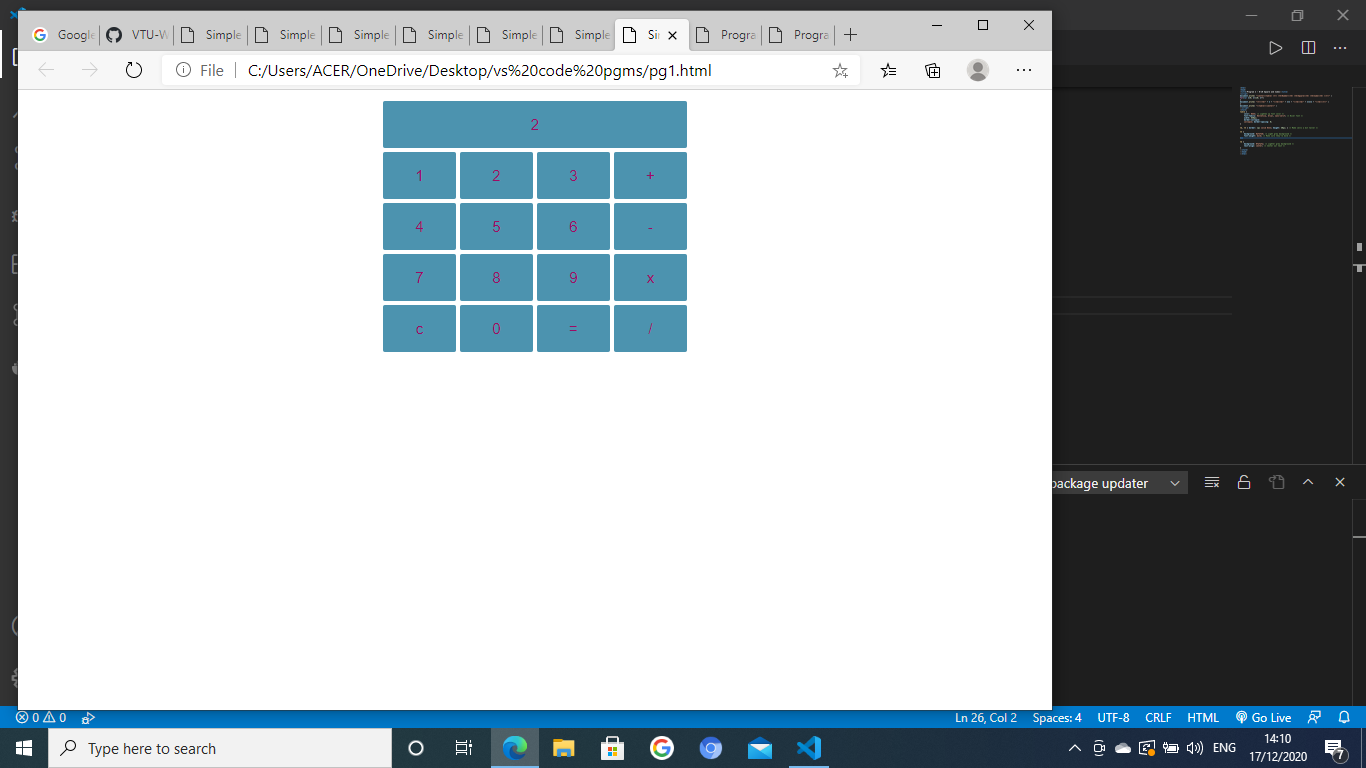 Google
VTU-W
Simple
Simple
Simple
Simple
Simple
Simple
Si
Progra
Progra
File
C:/Users/ACER/OneDrive/Desktop/vs%20code%20pgms/pg1.html
2
1 2 3 +
4 5 6 -
7 8 9 x
c 0 = /
package updater
0 0
Ln 26, Col 2
Spaces: 4
UTF-8
CRLF
HTML
Go Live
Type here to search
ENG
14:10
17/12/2020
7